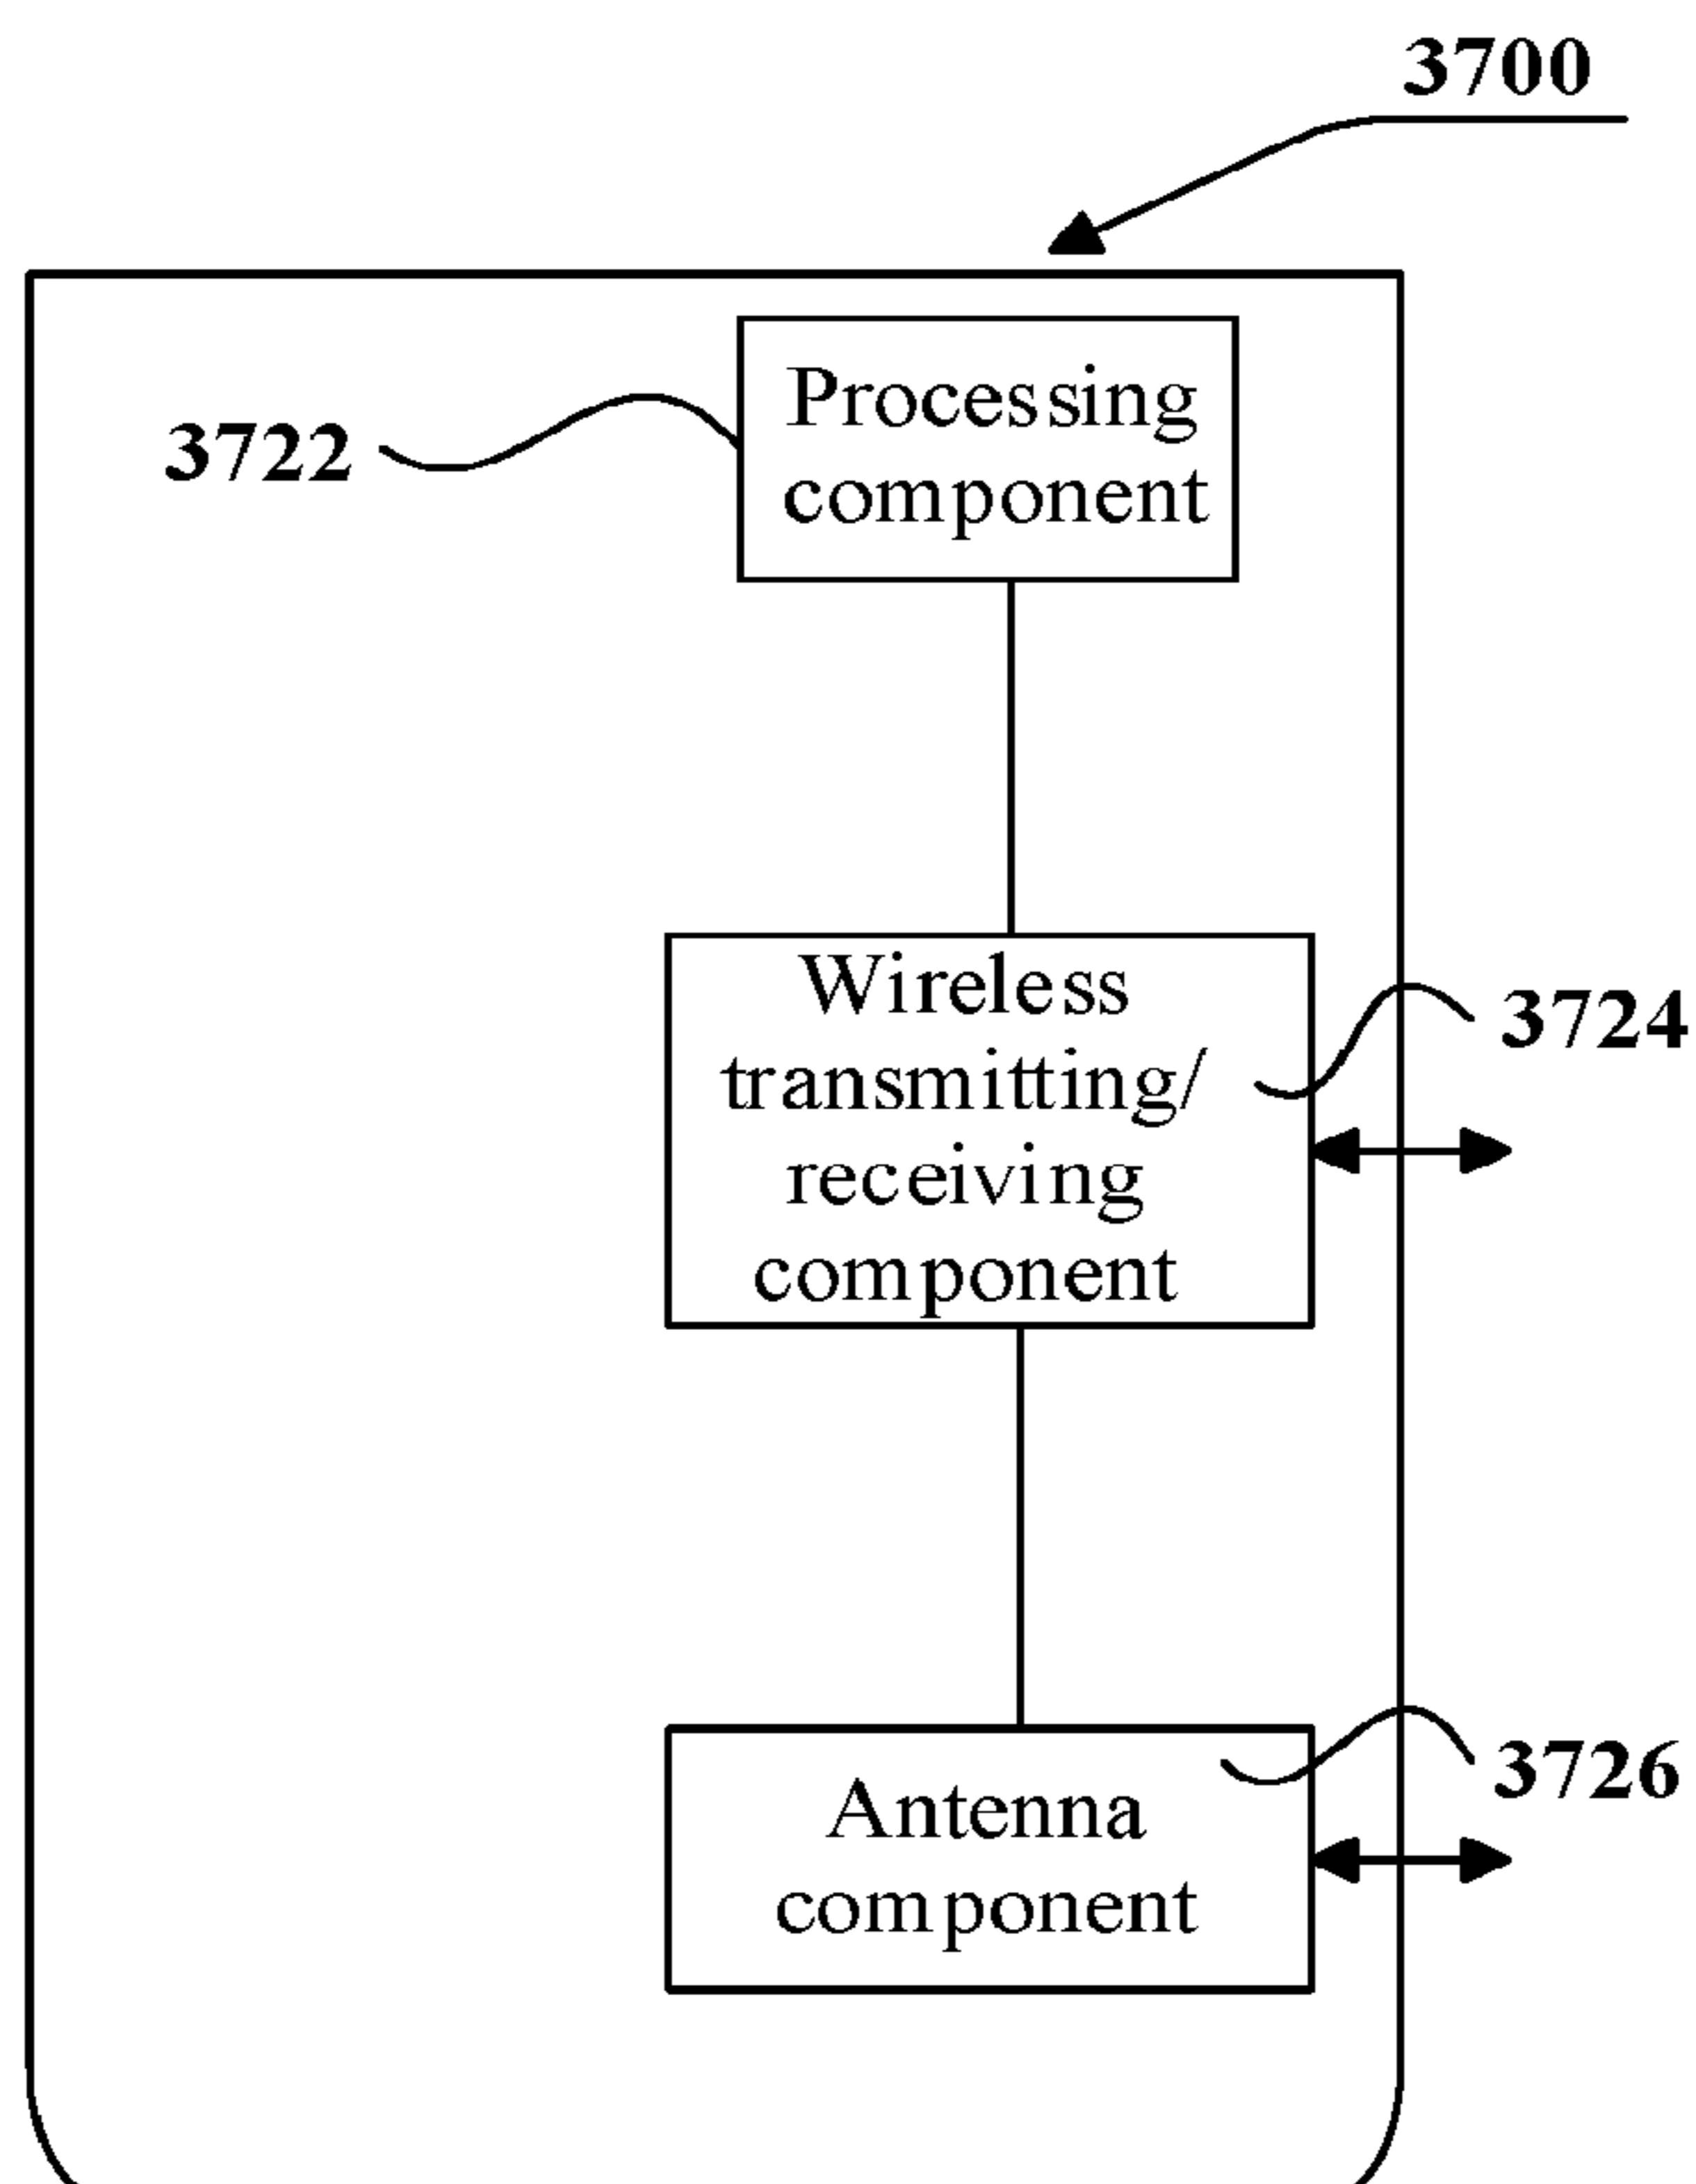 3700
Processing
component
3722
Wireless
transmitting/
receiving
component
3724
Antenna
component
3726